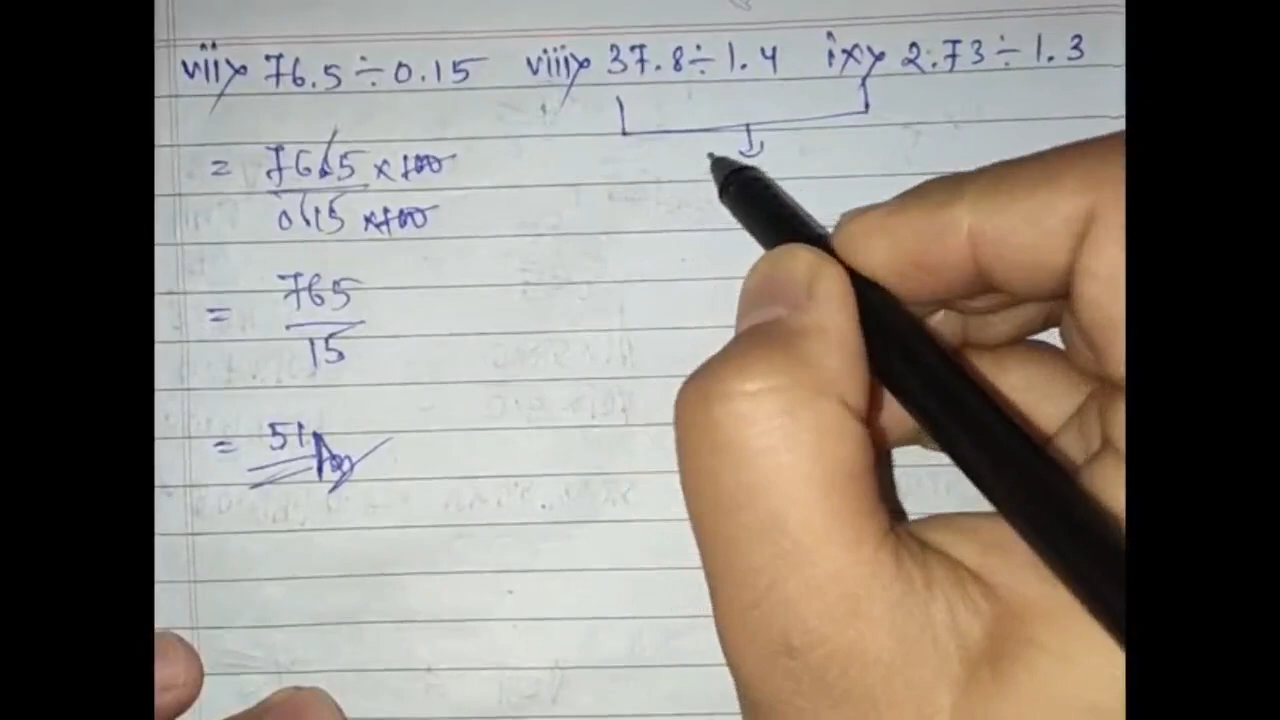 vii) 76.5 ÷ 0.15 viii) 37.8 ÷ 1.4 ix) 2.73 ÷ 1.3
= 76.5 × 100
0.15 × 100
= 765
15
= 51